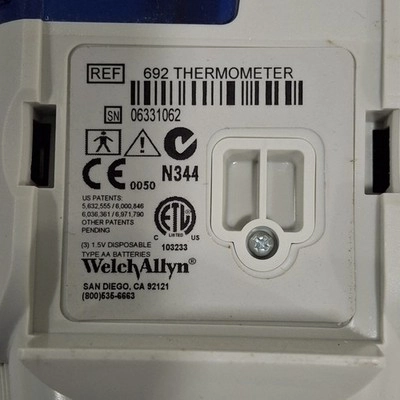 REF 692 THERMOMETER
SN 06331062
CE 0050 N344
US PATENTS:
5,632,555 / 6,000,846
6,036,361 / 6,971,790
OTHER PATENTS
PENDING
ETL
C LISTED US
103233
(3) 1.5V DISPOSABLE
TYPE AA BATTERIES
WelchAllyn®
SAN DIEGO, CA 92121
(800)535-6663